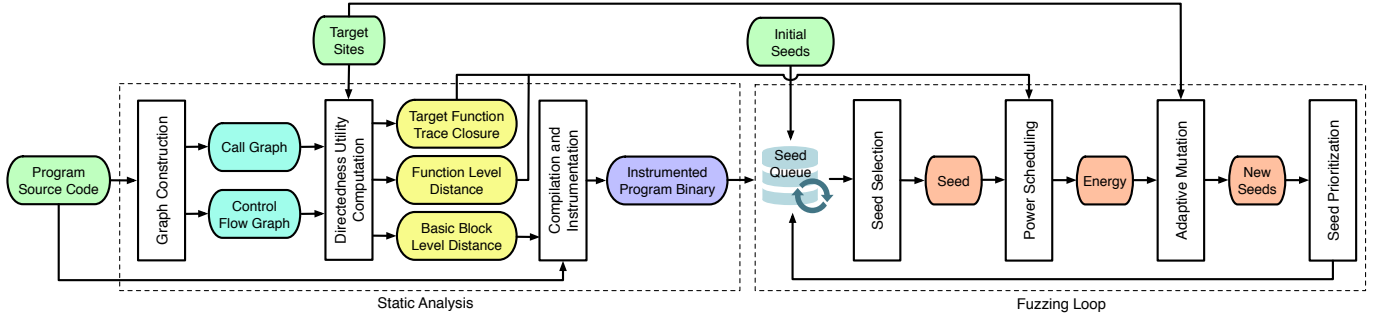 Target
Sites
Initial
Seeds
Program
Source Code
Graph Construction
Call Graph
Control
Flow Graph
Directedness Utility
Computation
Target Function
Trace Closure
Function Level
Distance
Basic Block
Level Distance
Compilation and
Instrumentation
Instrumented
Program Binary
Seed
Queue
Seed Selection
Seed
Power Scheduling
Energy
Adaptive Mutation
New
Seeds
Seed Prioritization
Static Analysis
Fuzzing Loop